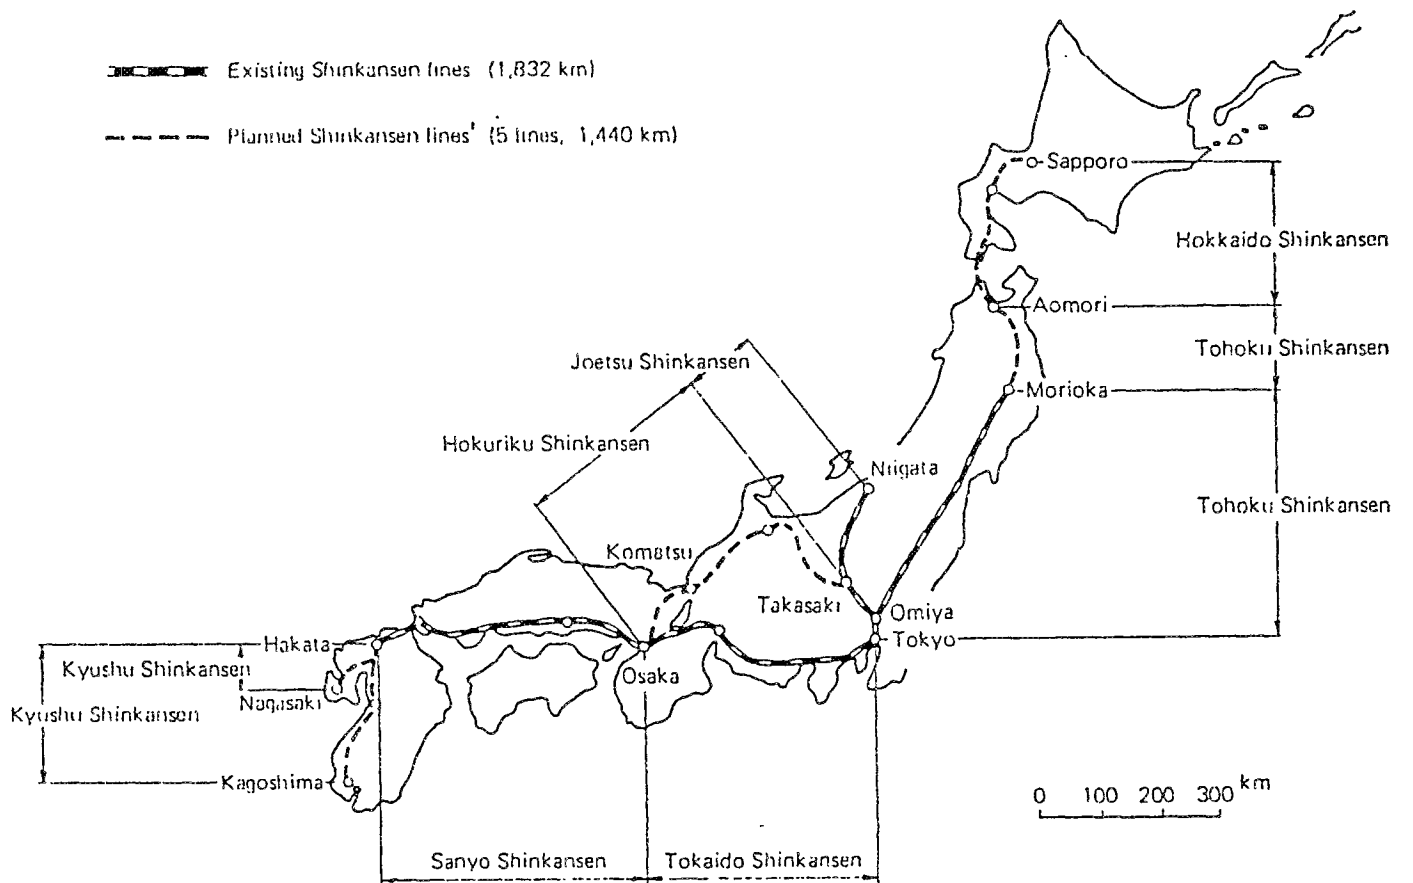 Existing Shinkansen lines (1,832 km)
Planned Shinkansen lines' (5 lines, 1,440 km)
Sapporo
Hokkaido Shinkansen
Aomori
Tohoku Shinkansen
Joetsu Shinkansen
Morioka
Hokuriku Shinkansen
Niigata
Tohoku Shinkansen
Komatsu
Takasaki
Omiya
Hakata
Tokyo
Kyushu Shinkansen
Osaka
Nagasaki
Kyushu Shinkansen
Kagoshima
km
0 100 200 300
Sanyo Shinkansen
Tokaido Shinkansen